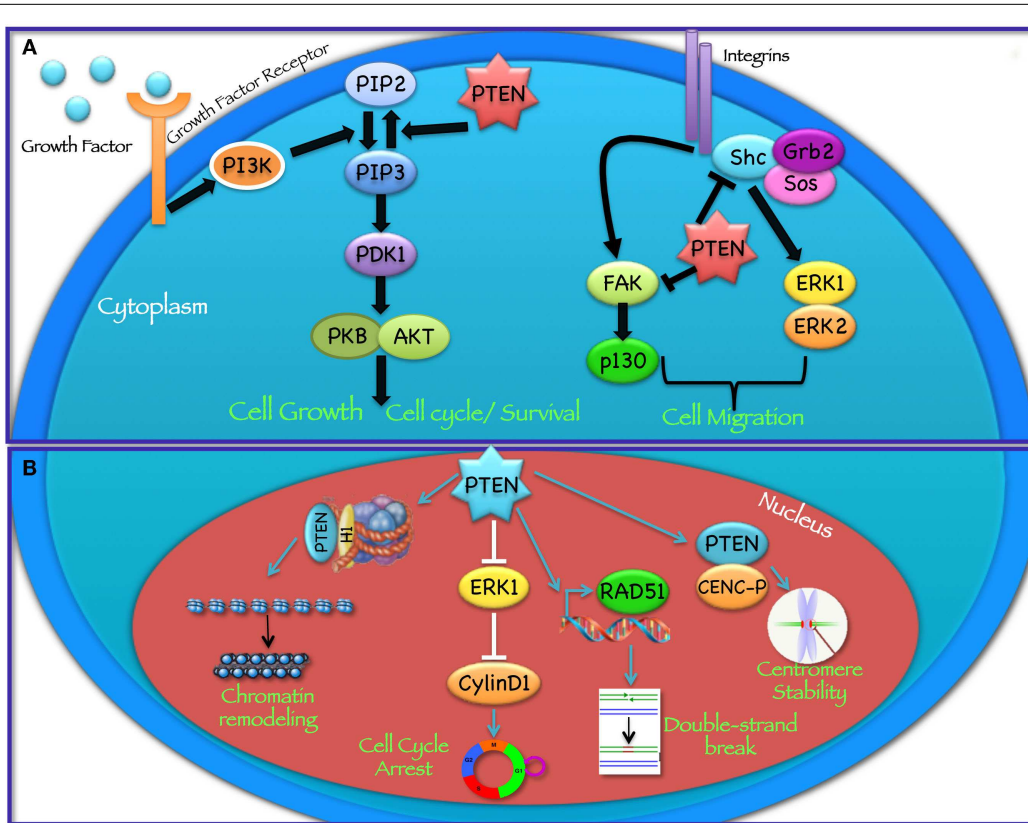 A
Growth Factor
Growth Factor Receptor
PI3K
PIP2
PTEN
PIP3
PDK1
PKB
AKT
Cytoplasm
Cell Growth
Cell cycle/ Survival
Integrins
Shc
Grb2
Sos
PTEN
FAK
ERK1
ERK2
p130
Cell Migration
B
PTEN
Nucleus
PTEN
H1
Chromatin
remodeling
ERK1
CylinD1
Cell Cycle
Arrest
M
G2
G1
S
RAD51
Double-strand
break
PTEN
CENC-P
Centromere
Stability